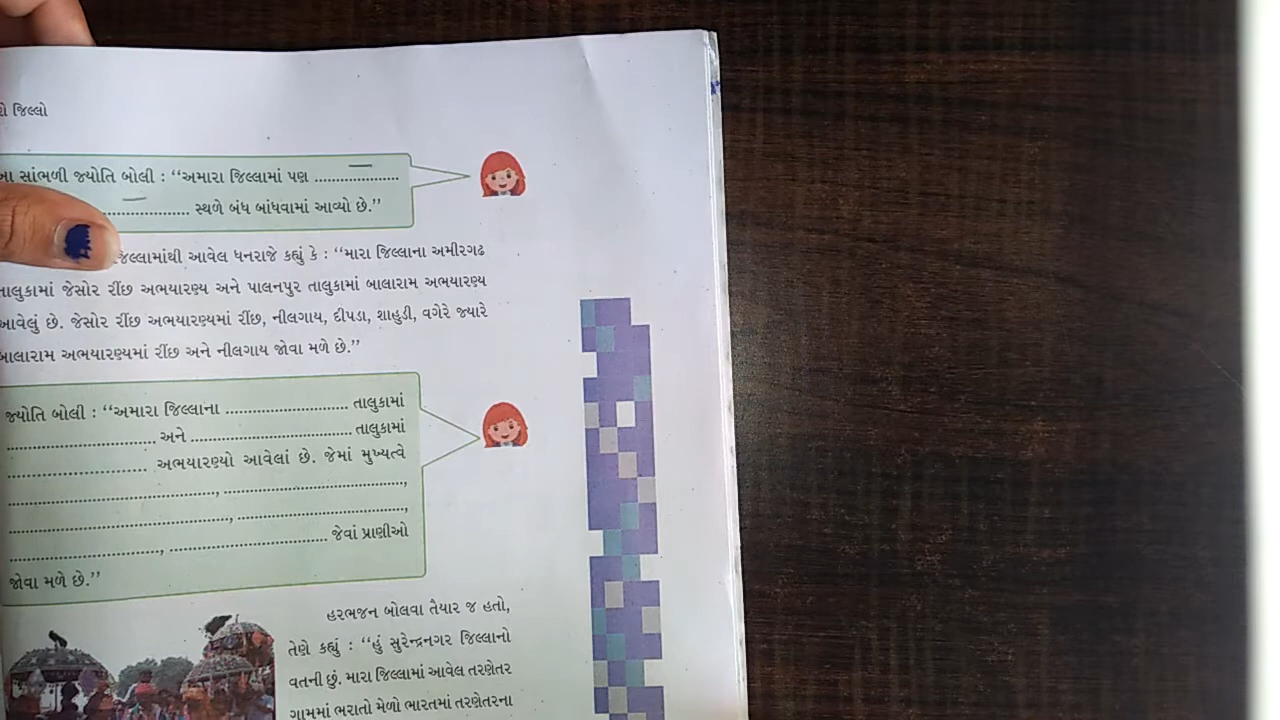 જિલ્લો
આ સાંભળી જ્યોતિ બોલી : “અમારા જિલ્લામાં પણ ....................
.................... સ્થળે બંધ બાંધવામાં આવ્યો છે.”
જિલ્લામાંથી આવેલ ધનરાજે કહ્યું કે : “મારા જિલ્લાના અમીરગઢ
તાલુકામાં જેસોર રીંછ અભયારણ્ય અને પાલનપુર તાલુકામાં બાલારામ અભયારણ્ય
આવેલું છે. જેસોર રીંછ અભયારણ્યમાં રીંછ, નીલગાય, દીપડા, શાહુડી, વગેરે જ્યારે
બાલારામ અભયારણ્યમાં રીંછ અને નીલગાય જોવા મળે છે.”
જ્યોતિ બોલી : “અમારા જિલ્લાના .............................. તાલુકામાં
.................................... અને ....................................... તાલુકામાં
.................................. અભયારણ્યો આવેલાં છે. જેમાં મુખ્યત્વે
.................................................., ............................................,
......................................................, .........................................,
....................................., ...................................... જેવાં પ્રાણીઓ
જોવા મળે છે.”
હરભજન બોલવા તૈયાર જ હતો,
તેણે કહ્યું : “હું સુરેન્દ્રનગર જિલ્લાનો
વતની છું. મારા જિલ્લામાં આવેલ તરણેતર
ગામમાં ભરાતો મેળો ભારતમાં તરણેતરના